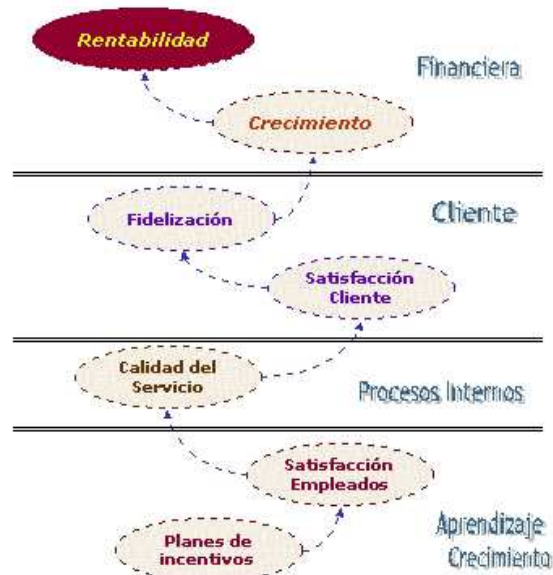 Rentabilidad
Financiera
Crecimiento
Cliente
Fidelización
Satisfacción
Cliente
Calidad del
Servicio
Procesos Internos
Satisfacción
Empleados
Aprendizaje
Crecimiento
Planes de
incentivos